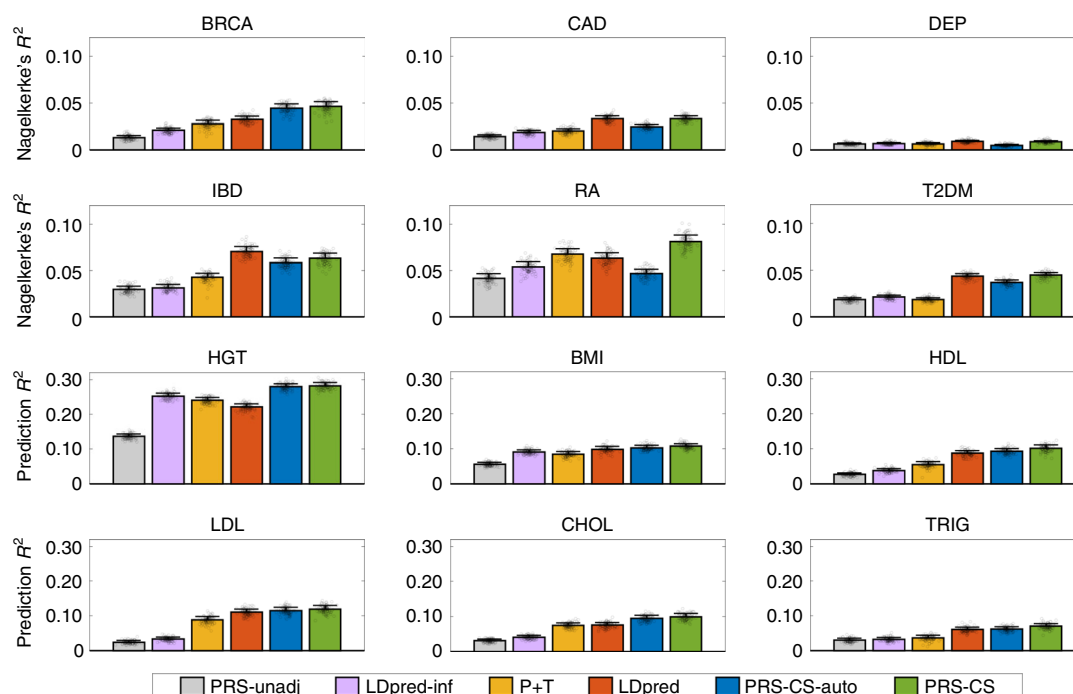 BRCA CAD DEP
Nagelkerke's R²
0.10 0.10 0.10
0.05 0.05 0.05
0 0 0
IBD RA T2DM
Nagelkerke's R²
0.10 0.10 0.10
0.05 0.05 0.05
0 0 0
HGT BMI HDL
Prediction R²
0.30 0.30 0.30
0.20 0.20 0.20
0.10 0.10 0.10
0 0 0
LDL CHOL TRIG
Prediction R²
0.30 0.30 0.30
0.20 0.20 0.20
0.10 0.10 0.10
0 0 0
PRS-unadj LDpred-inf P+T LDpred PRS-CS-auto PRS-CS